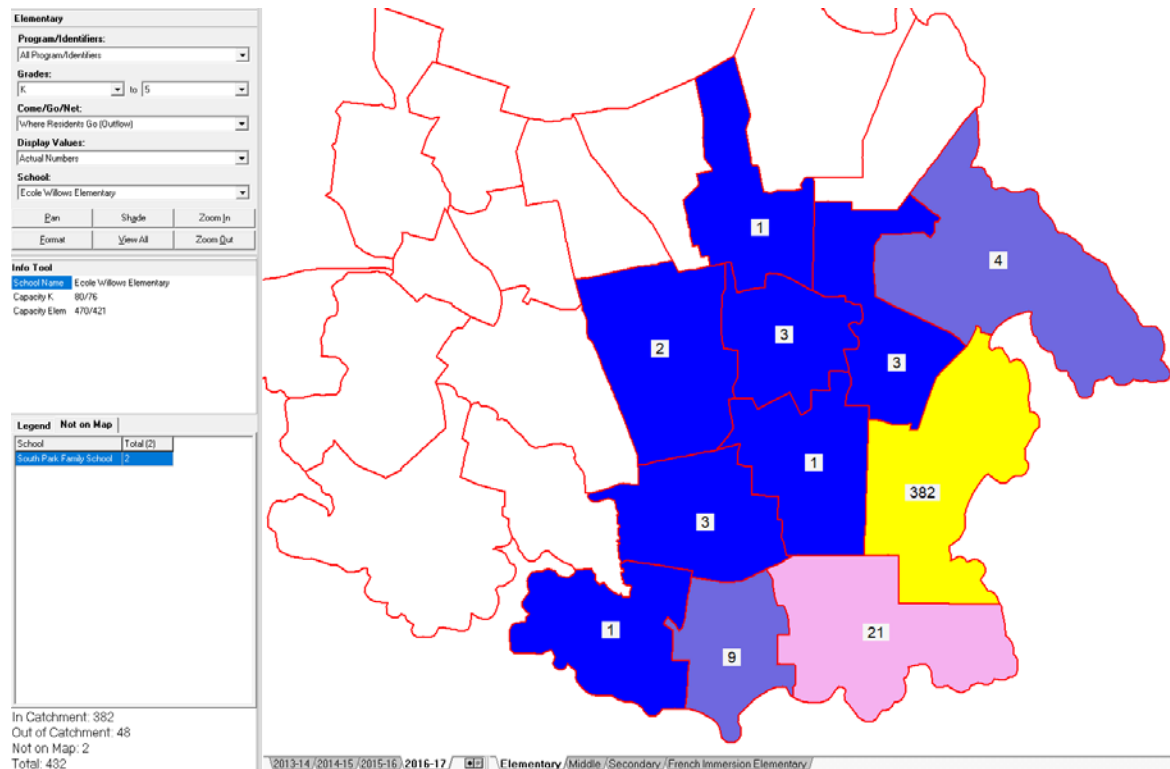 Elementary
Program/Identifiers:
All Program/Identifiers
Grades:
K to 5
Come/Go/Net:
Where Residents Go (Outflow)
Display Values:
Actual Numbers
School:
Ecole Willows Elementary
Pan Shade Zoom In
Format View All Zoom Out
Info Tool
School Name Ecole Willows Elementary
Capacity K 80/76
Capacity Elem 470/421
Legend Not on Map
School Total (2)
South Park Family School 2
In Catchment: 382
Out of Catchment: 48
Not on Map: 2
Total: 432
1
4
2
3
3
1
382
3
1
9
21
2013-14 2014-15 2015-16 2016-17 Elementary Middle Secondary French Immersion Elementary